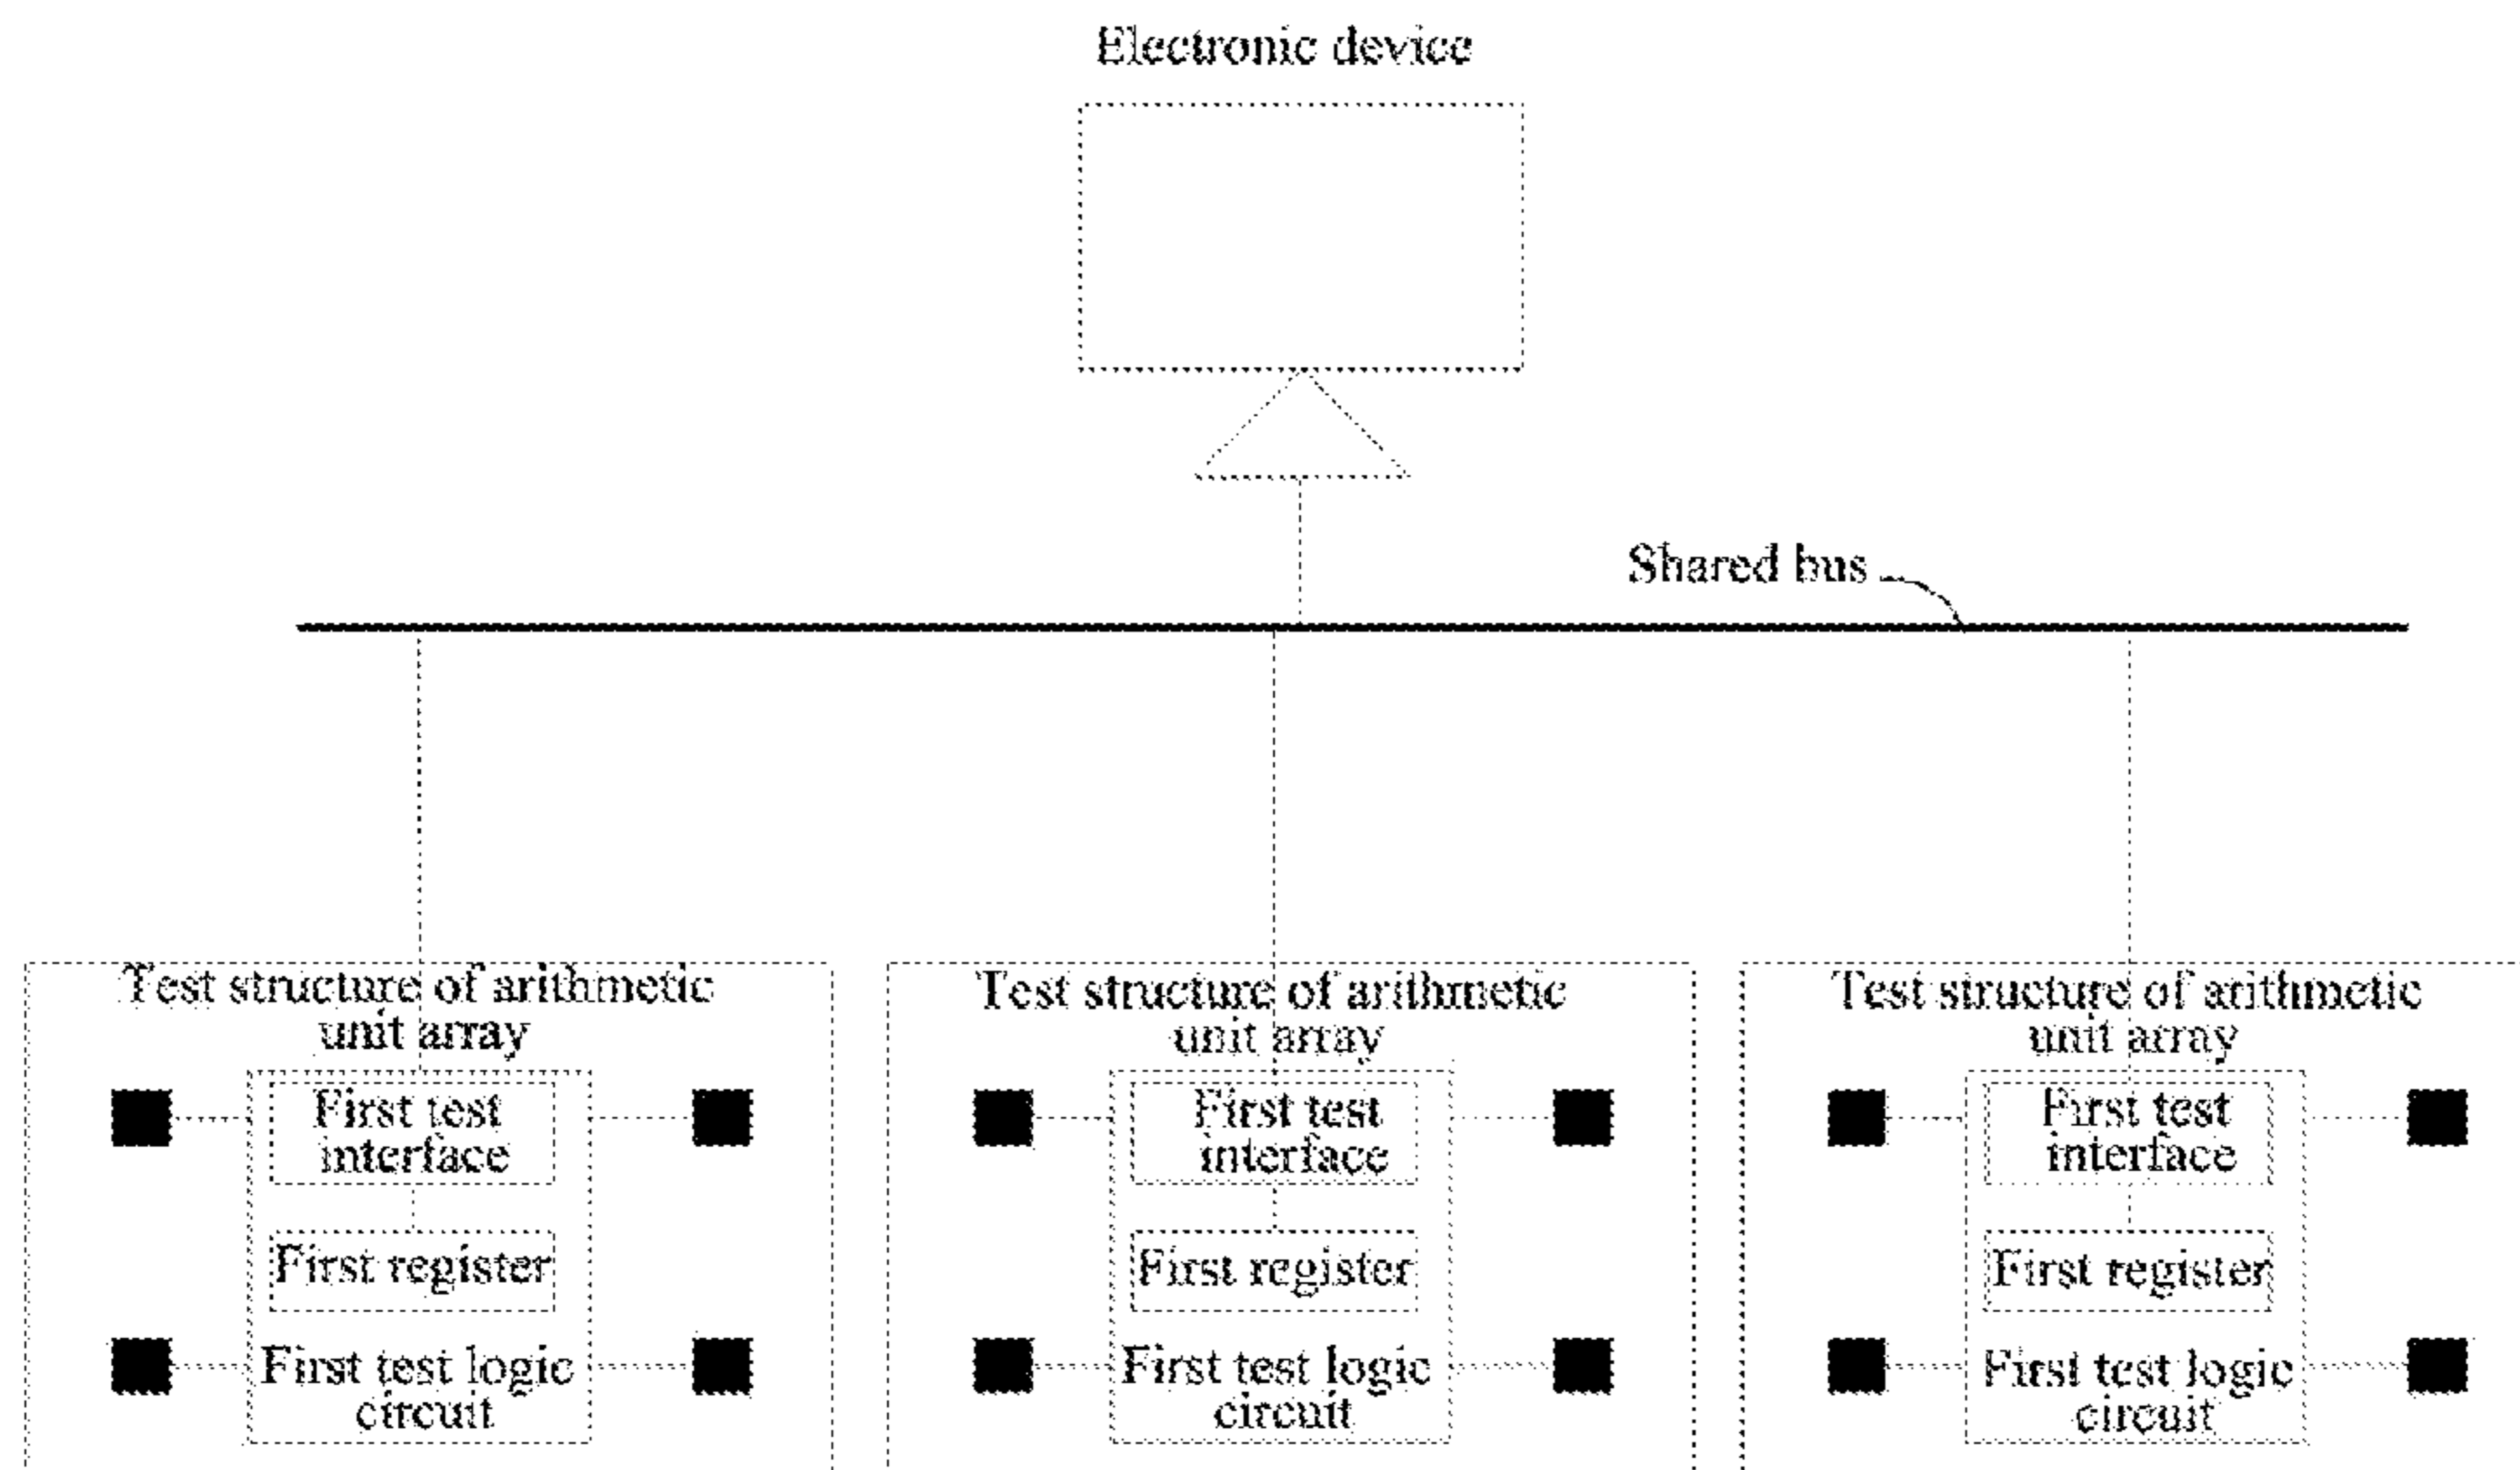 Electronic device
Shared bus
Test structure of arithmetic
unit array
First test
interface
First register
First test logic
circuit
Test structure of arithmetic
unit array
First test
interface
First register
First test logic
circuit
Test structure of arithmetic
unit array
First test
interface
First register
First test logic
circuit